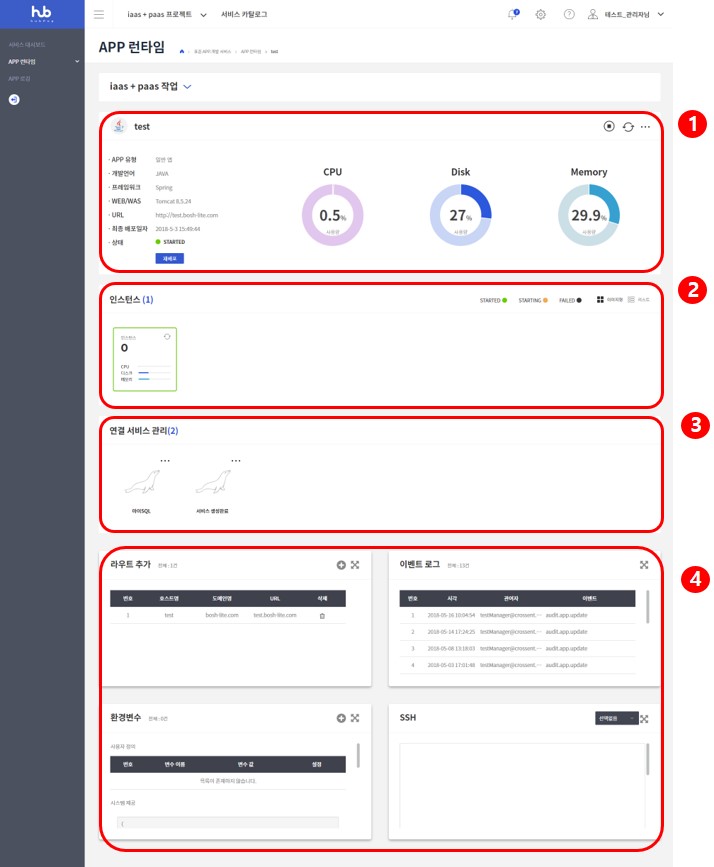 hub
iaas + paas 프로젝트 서비스 카탈로그
테스트_관리자님
서비스 대시보드
APP 런타임
APP 런타임
APP 런타임 › test
iaas + paas 작업
1
test
APP 유형 일반 앱
개발언어 JAVA
프레임워크 Spring
WEB/WAS Tomcat 8.5.24
URL http://test.bosh-lite.com
최종 배포일자 2018-5-3 15:49:44
상태 STARTED
재배포
CPU Disk Memory
0.5% 27% 29.9%
사용량 사용량 사용량
2
인스턴스 (1)
STARTED STARTING FAILED 리스트
인스턴스
0
CPU
디스크
메모리
3
연결 서비스 관리(2)
마이SQL 서비스 생성완료
4
라우트 추가 전체 : 1건
번호 호스트명 도메인명 URL 삭제
1 test bosh-lite.com test.bosh-lite.com
이벤트 로그 전체 : 13건
번호 시각 관여자 이벤트
1 2018-05-16 10:04:54 testManager@crossent.··· audit.app.update
2 2018-05-14 17:24:25 testManager@crossent.··· audit.app.update
3 2018-05-08 13:18:03 testManager@crossent.··· audit.app.update
4 2018-05-03 17:01:48 testManager@crossent.··· audit.app.update
환경변수 전체 : 0건
사용자 정의
번호 변수 이름 변수 값 설정
목록이 존재하지 않습니다.
시스템 제공
{
SSH
선택없음